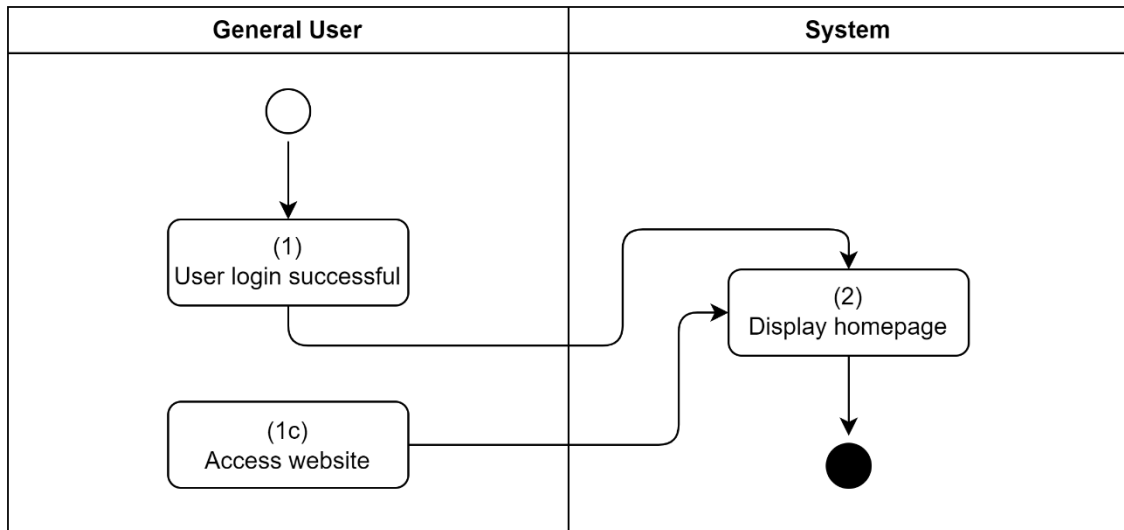 General User
System
(1)
User login successful
(2)
Display homepage
(1c)
Access website